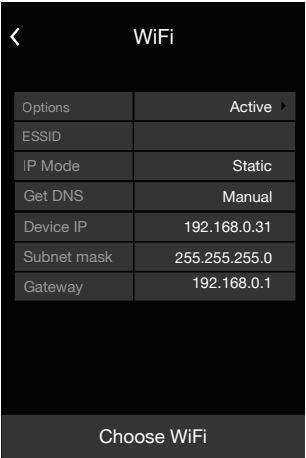 WiFi
Options Active
ESSID
IP Mode Static
Get DNS Manual
Device IP 192.168.0.31
Subnet mask 255.255.255.0
Gateway 192.168.0.1
Choose WiFi